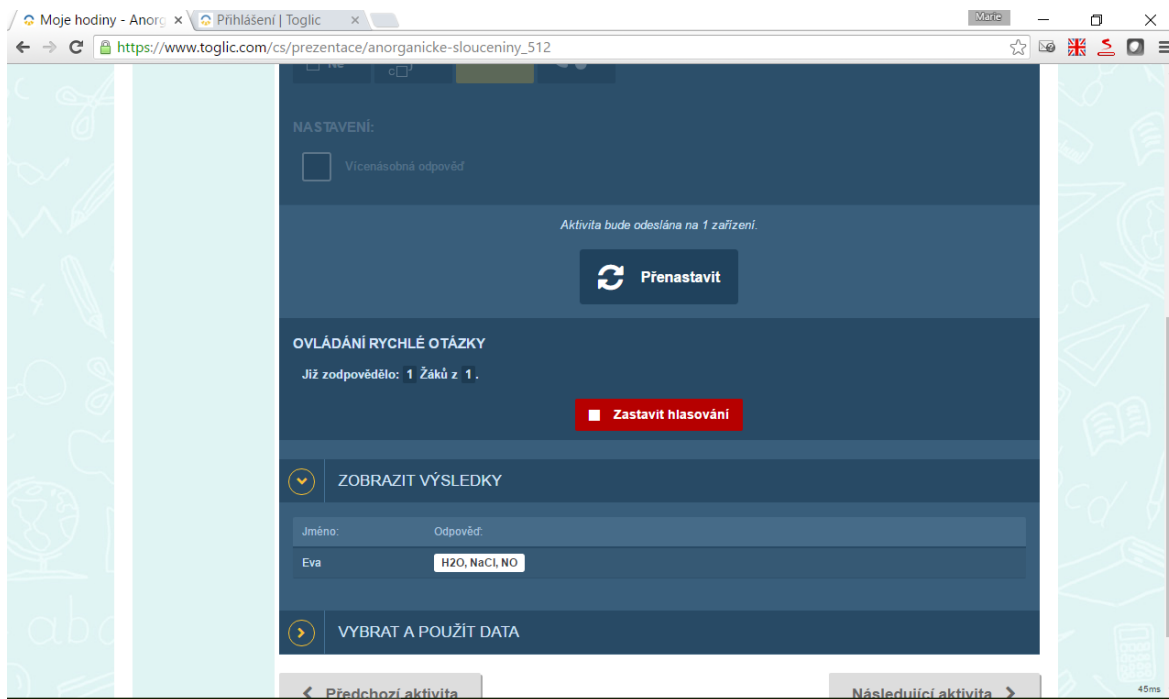 Moje hodiny - Anorg
Přihlášení | Toglic
Marie
https://www.toglic.com/cs/prezentace/anorganicke-slouceniny_512
Ne
NASTAVENÍ:
Vícenásobná odpověď
Aktivita bude odeslána na 1 zařízení.
Přenastavit
OVLÁDÁNÍ RYCHLÉ OTÁZKY
Již zodpovědělo: 1 Žáků z 1 .
Zastavit hlasování
ZOBRAZIT VÝSLEDKY
Jméno: Odpověď:
Eva H2O, NaCl, NO
VYBRAT A POUŽÍT DATA
Předchozí aktivita
Následující aktivita
45ms